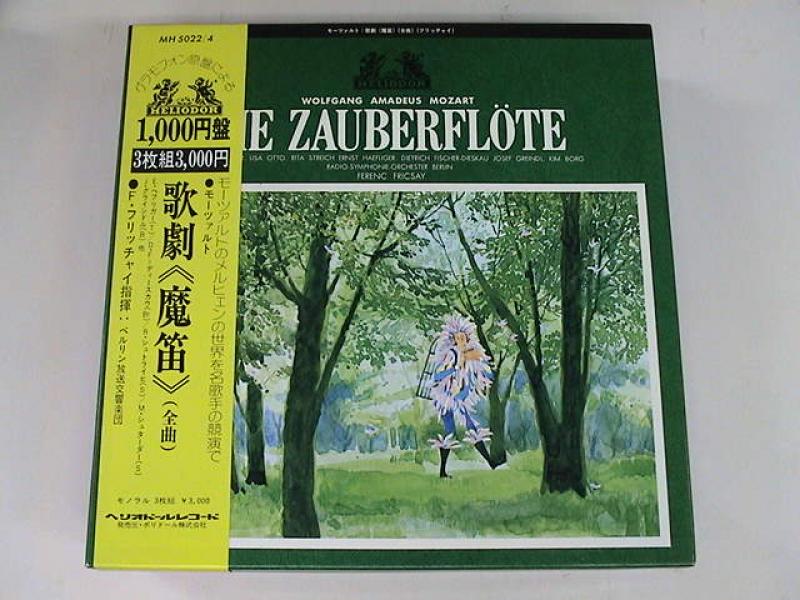 MH 5022/4
グラモフォン原盤による
HELIODOR
1,000円盤
3枚組3,000円
モーツァルトのメルヒェンの世界を名歌手の競演で
●モーツァルト
歌劇《魔笛》(全曲)
●F・フリッチャイ指揮:ベルリン放送交響楽団
モノラル 3枚組 ¥3,000
ヘリオドールレコード
発売元・ポリドール株式会社
モーツァルト:歌劇《魔笛》(全曲)(フリッチャイ)
HELIODOR
WOLFGANG AMADEUS MOZART
IE ZAUBERFLÖTE
LISA OTTO, RITA STREICH ERNST HAEFLIGER, DIETRICH FISCHER-DIESKAU JOSEF GREINDL, KIM BORG
RADIO-SYMPHONIE-ORCHESTER BERLIN
FERENC FRICSAY